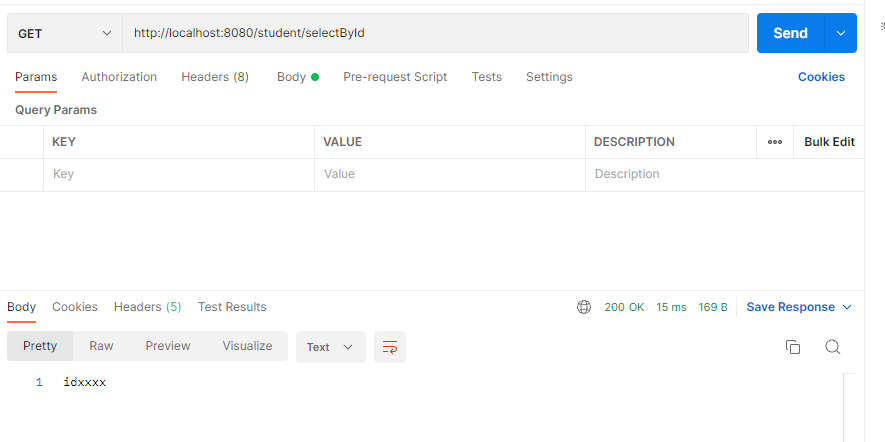 GET http://localhost:8080/student/selectById Send
Params Authorization Headers (8) Body Pre-request Script Tests Settings Cookies
Query Params
KEY VALUE DESCRIPTION ••• Bulk Edit
Key Value Description
Body Cookies Headers (5) Test Results 200 OK 15 ms 169 B Save Response
Pretty Raw Preview Visualize Text
1 idxxxx